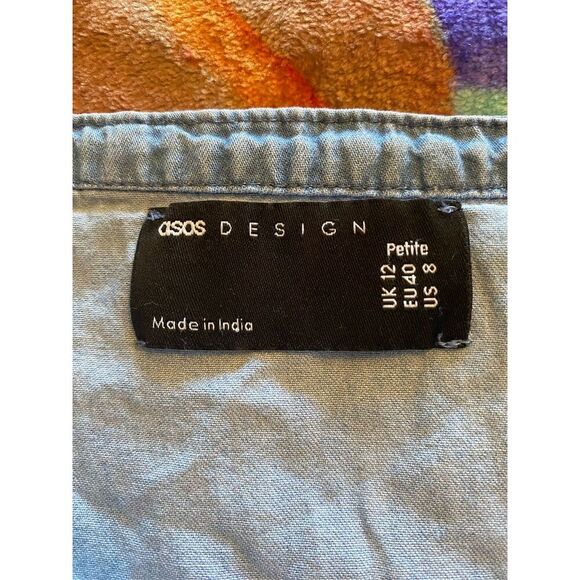 asos DESIGN
Petite
UK 12
EU 40
US 8
Made in India